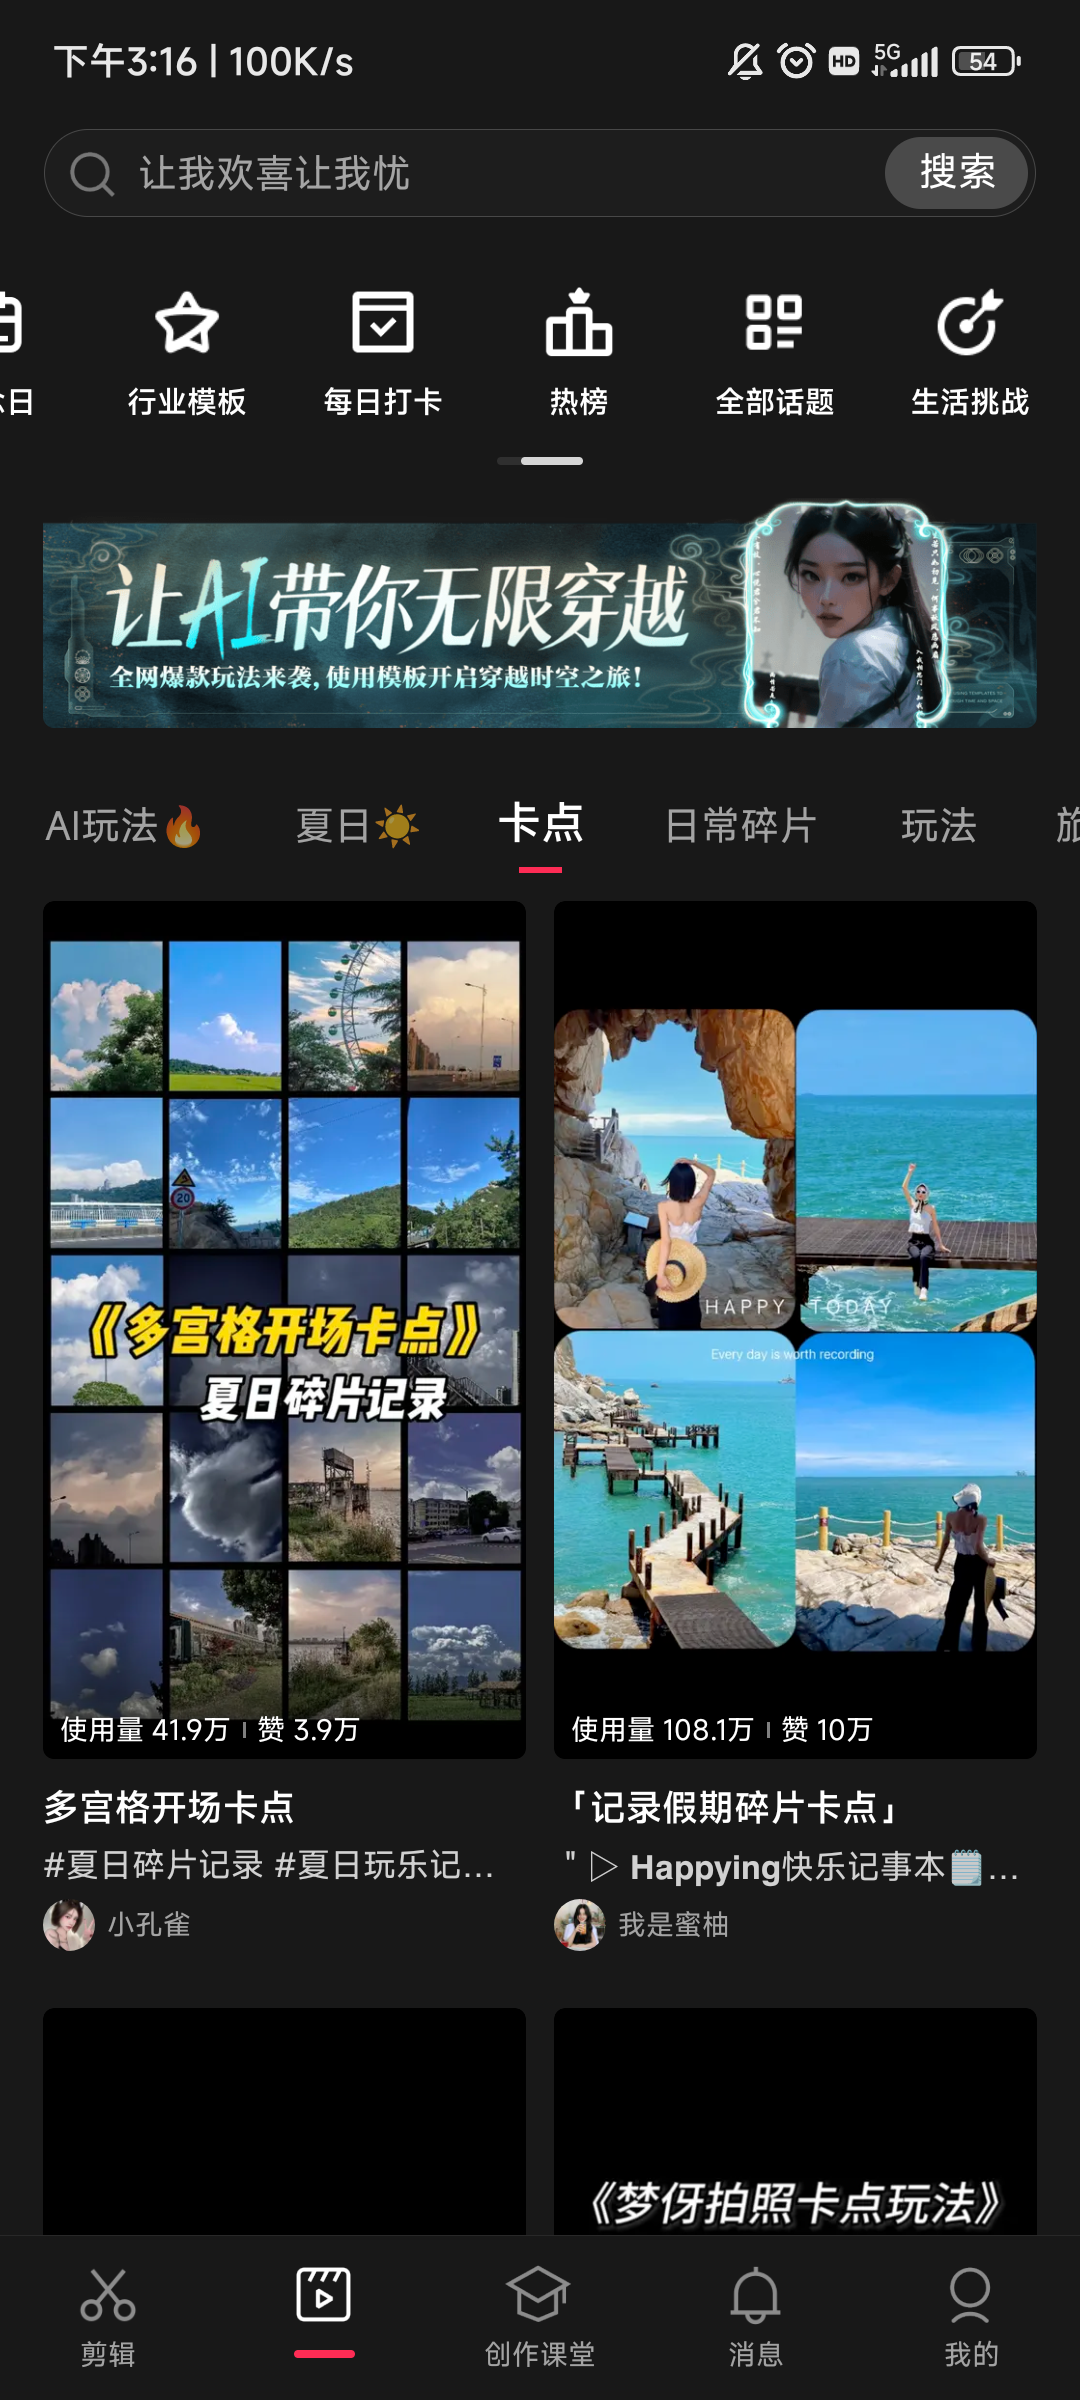 下午3:16 | 100K/s
HD 5G 54
让我欢喜让我忧 搜索
日 行业模板 每日打卡 热榜 全部话题 生活挑战
让AI带你无限穿越
全网爆款玩法来袭,使用模板开启穿越时空之旅!
AI玩法🔥 夏日☀️ 卡点 日常碎片 玩法 旅
20
《多宫格开场卡点》
夏日碎片记录
使用量 41.9万 | 赞 3.9万
多宫格开场卡点
#夏日碎片记录 #夏日玩乐记...
小孔雀
HAPPY TODAY
Every day is worth recording
使用量 108.1万 | 赞 10万
「记录假期碎片卡点」
" ▷ Happying快乐记事本🗒️...
我是蜜柚
《梦伢拍照卡点玩法》
剪辑 创作课堂 消息 我的